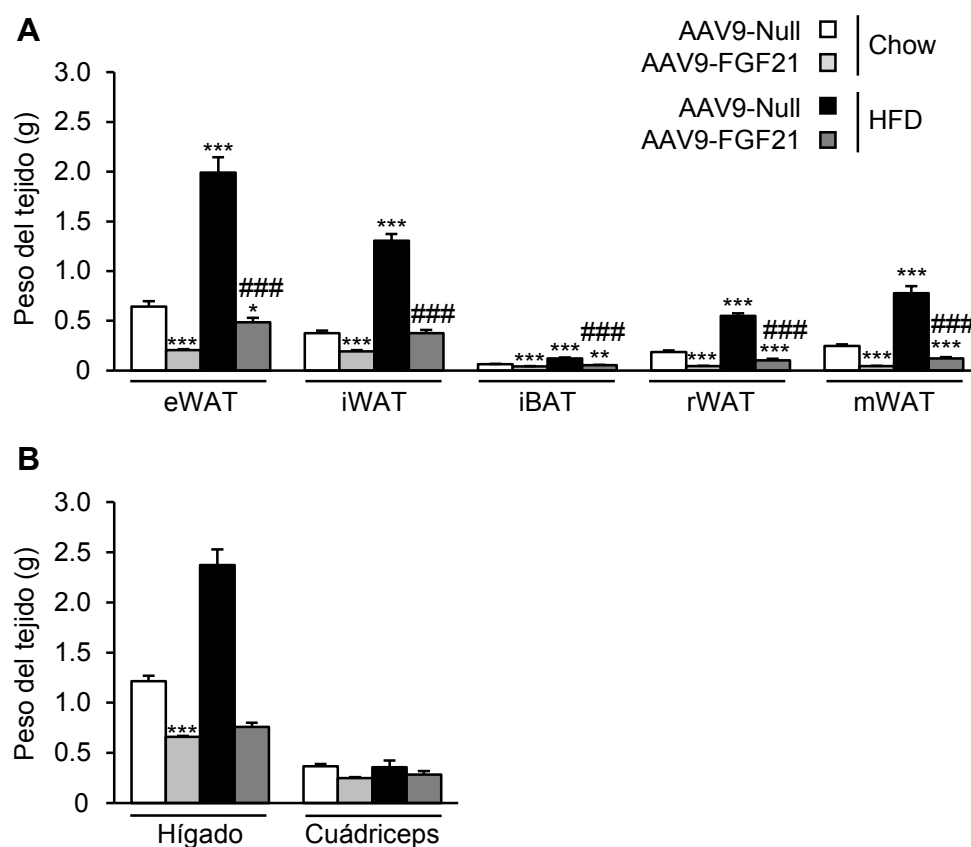 A
AAV9-Null
AAV9-FGF21
Chow
AAV9-Null
AAV9-FGF21
HFD
Peso del tejido (g)
3.0
2.5
2.0
1.5
1.0
0.5
0
***
***
###
*
***
***
###
***
***
###
**
***
***
###
***
***
***
###
***
eWAT
iWAT
iBAT
rWAT
mWAT
B
Peso del tejido (g)
3.0
2.5
2.0
1.5
1.0
0.5
0
***
Hígado
Cuádriceps